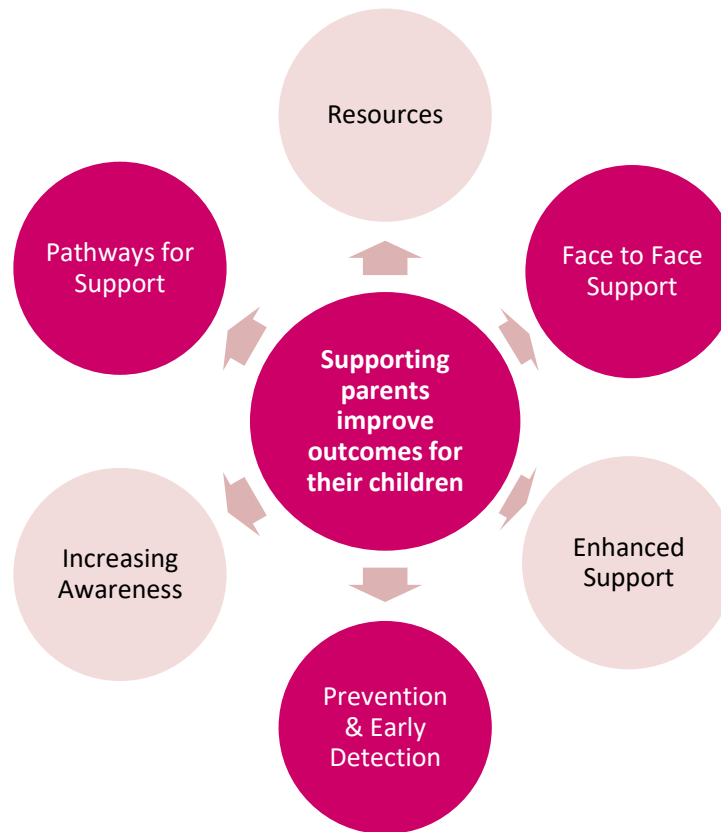 Resources
Pathways for
Support
Face to Face
Support
Supporting
parents
improve
outcomes for
their children
Increasing
Awareness
Enhanced
Support
Prevention
& Early
Detection